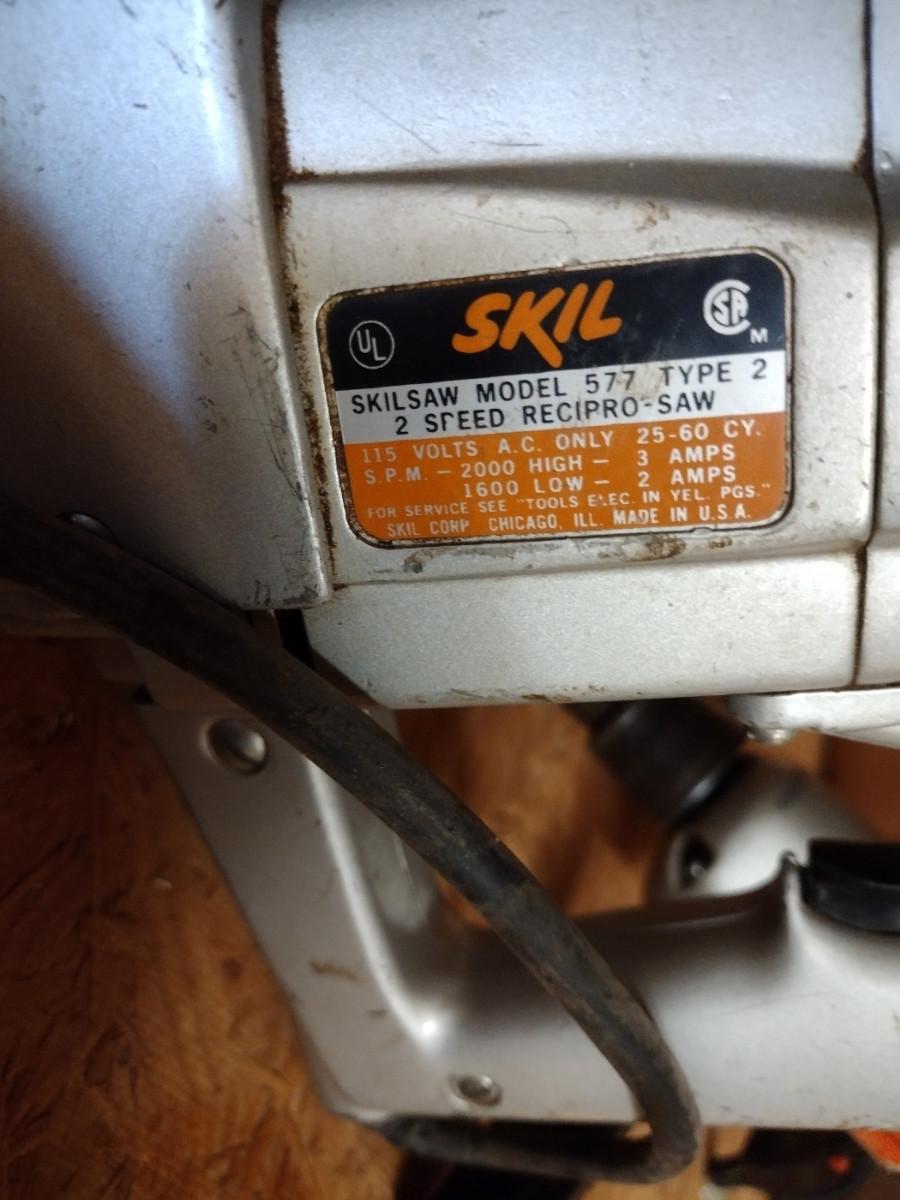 UL
SKIL
CSA
M
SKILSAW MODEL 577 TYPE 2
2 SPEED RECIPRO-SAW
115 VOLTS A.C. ONLY 25-60 CY.
S.P.M. - 2000 HIGH - 3 AMPS
1600 LOW - 2 AMPS
FOR SERVICE SEE "TOOLS ELEC. IN YEL. PGS."
SKIL CORP CHICAGO, ILL. MADE IN U.S.A.